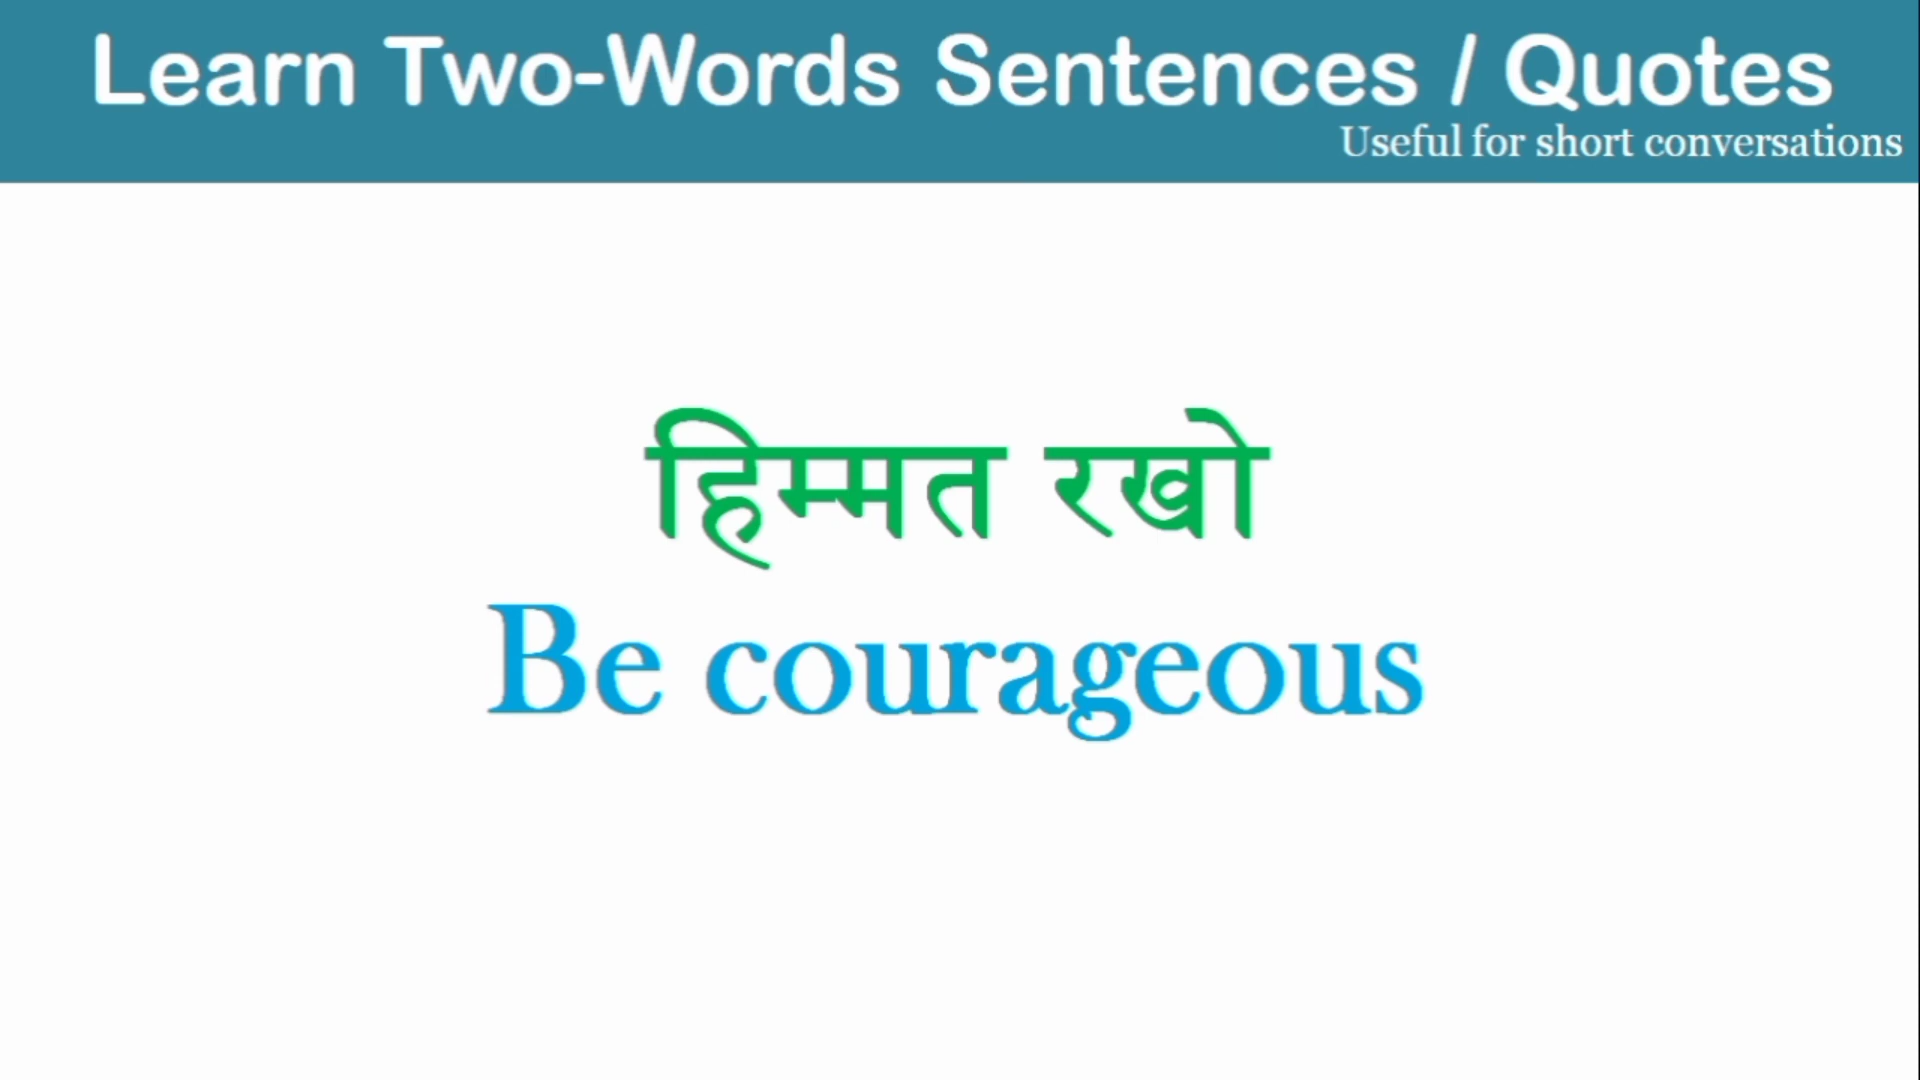 Learn Two-Words Sentences / Quotes
Useful for short conversations
हिम्मत रखो
Be courageous